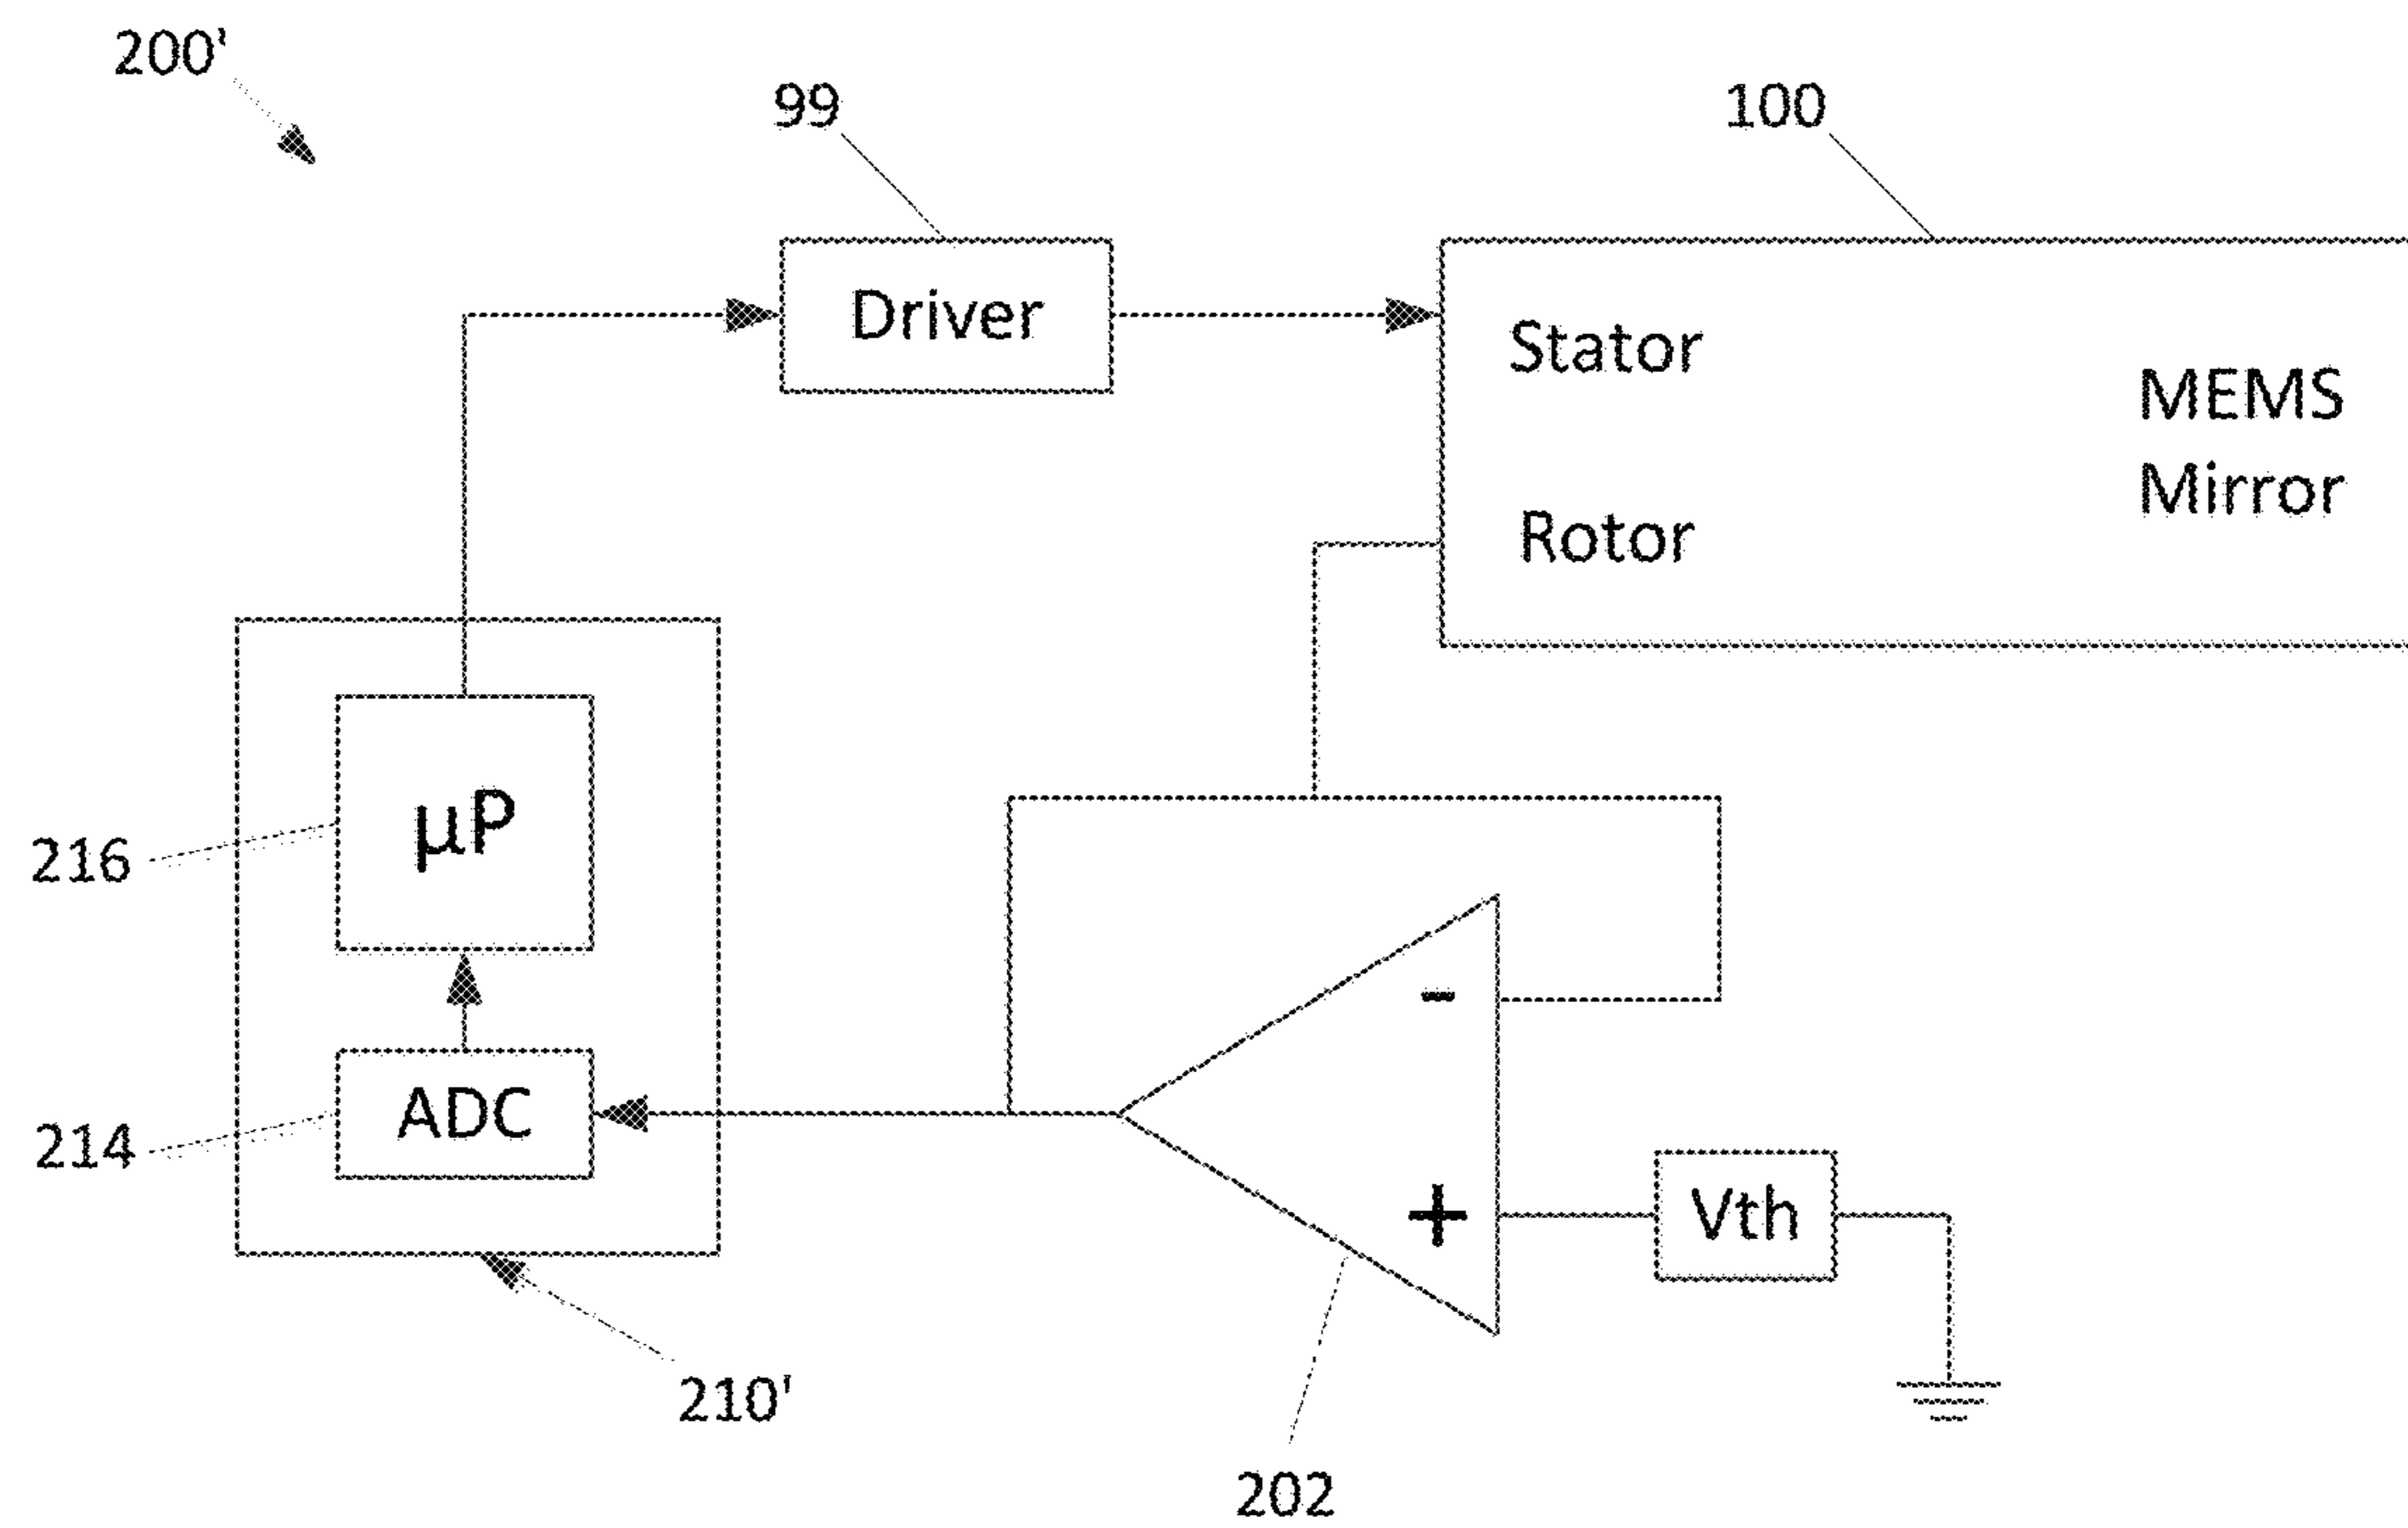 200'
99
100
Driver
Stator
MEMS
Mirror
Rotor
µP
216
-
ADC
214
+
Vth
210'
202